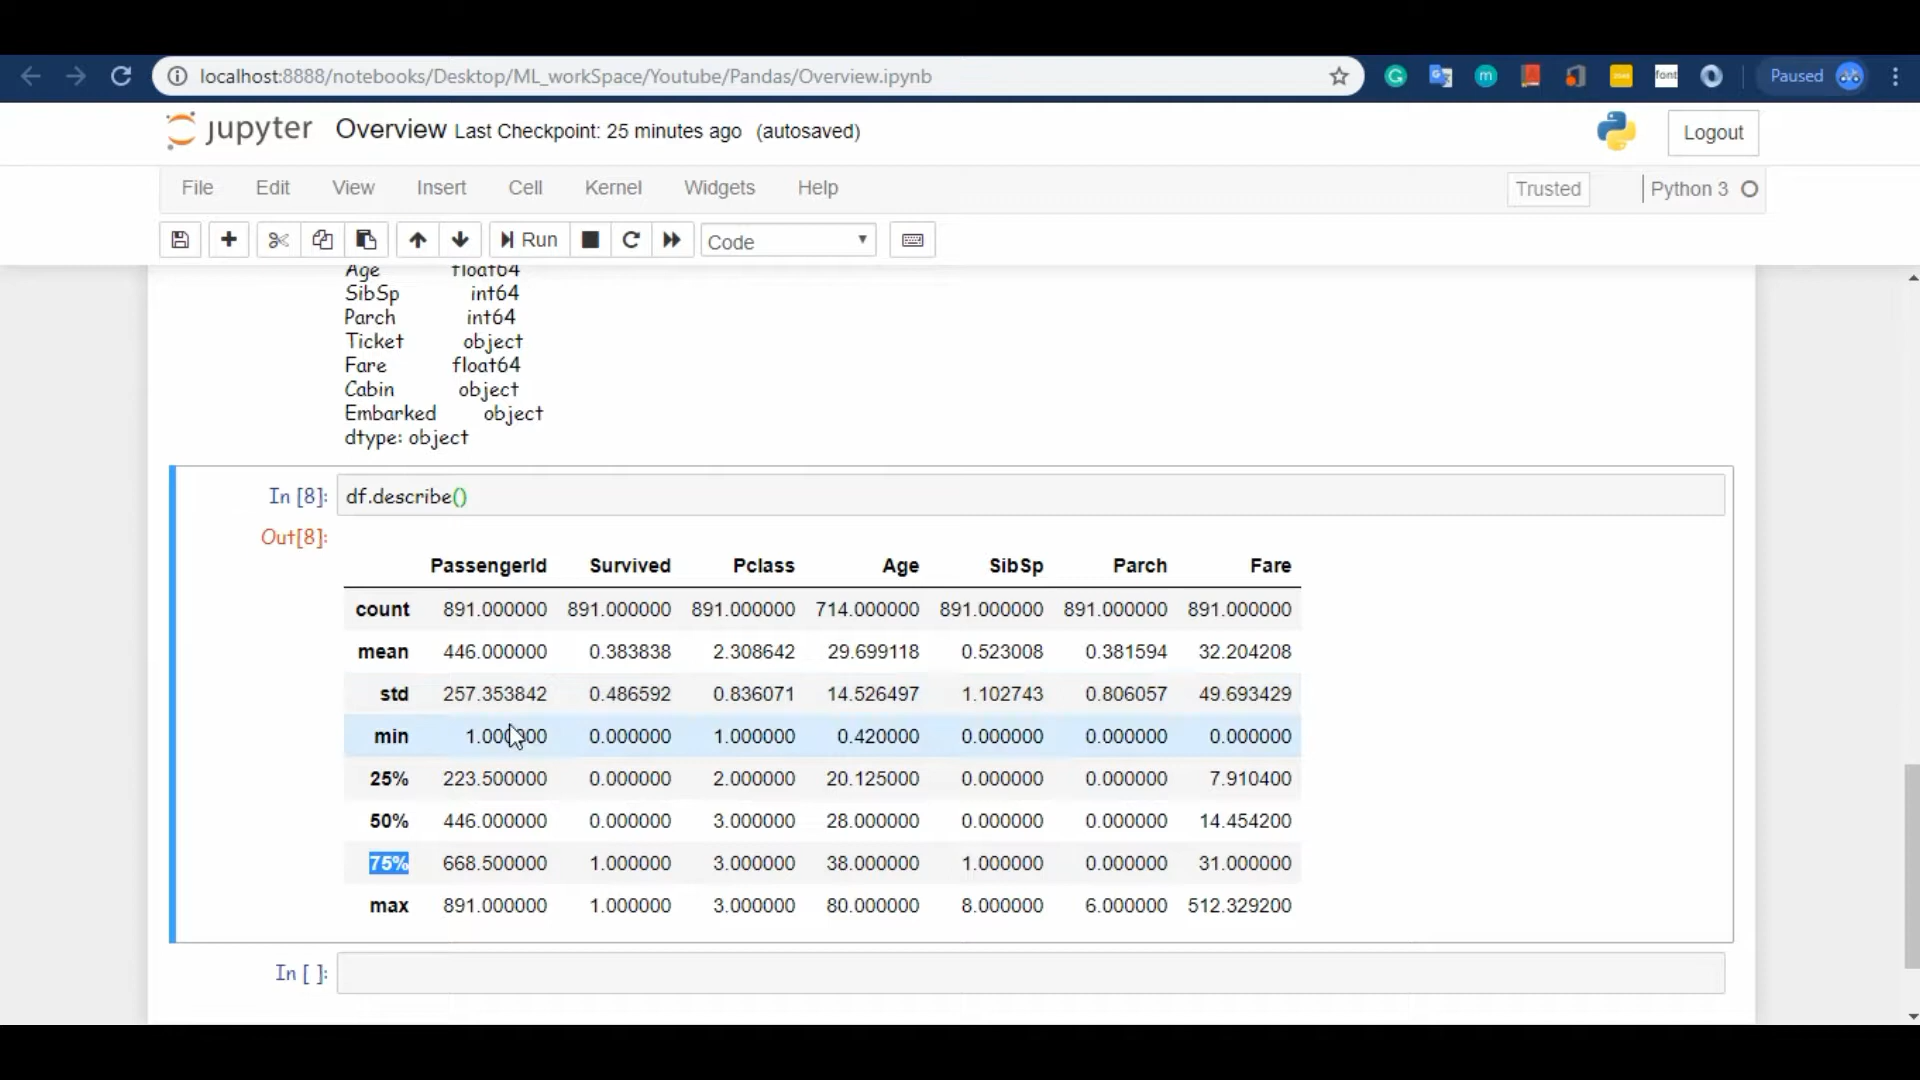 localhost:8888/notebooks/Desktop/ML_workSpace/Youtube/Pandas/Overview.ipynb
font
Paused
jupyter Overview Last Checkpoint: 25 minutes ago (autosaved)
Logout
File Edit View Insert Cell Kernel Widgets Help
Trusted Python 3
Run Code
Age float64
SibSp int64
Parch int64
Ticket object
Fare float64
Cabin object
Embarked object
dtype: object
In [8]: df.describe()
Out[8]:
PassengerId Survived Pclass Age SibSp Parch Fare
count 891.000000 891.000000 891.000000 714.000000 891.000000 891.000000 891.000000
mean 446.000000 0.383838 2.308642 29.699118 0.523008 0.381594 32.204208
std 257.353842 0.486592 0.836071 14.526497 1.102743 0.806057 49.693429
min 1.000000 0.000000 1.000000 0.420000 0.000000 0.000000 0.000000
25% 223.500000 0.000000 2.000000 20.125000 0.000000 0.000000 7.910400
50% 446.000000 0.000000 3.000000 28.000000 0.000000 0.000000 14.454200
75% 668.500000 1.000000 3.000000 38.000000 1.000000 0.000000 31.000000
max 891.000000 1.000000 3.000000 80.000000 8.000000 6.000000 512.329200
In [ ]: